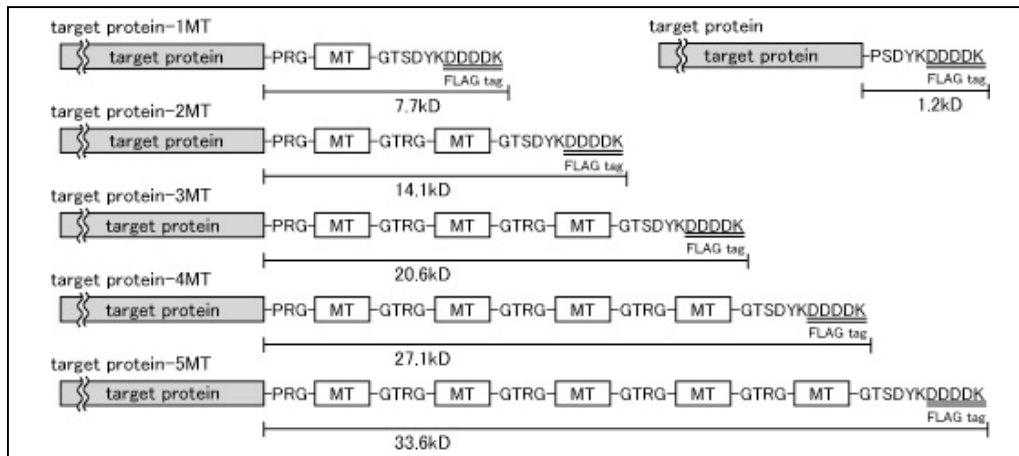 target protein-1MT
target protein -PRG- MT -GTSDYKDDDDK
FLAG tag
7.7kD
target protein
target protein -PSDYKDDDDK
FLAG tag
1.2kD
target protein-2MT
target protein -PRG- MT -GTRG- MT -GTSDYKDDDDK
FLAG tag
14.1kD
target protein-3MT
target protein -PRG- MT -GTRG- MT -GTRG- MT -GTSDYKDDDDK
FLAG tag
20.6kD
target protein-4MT
target protein -PRG- MT -GTRG- MT -GTRG- MT -GTRG- MT -GTSDYKDDDDK
FLAG tag
27.1kD
target protein-5MT
target protein -PRG- MT -GTRG- MT -GTRG- MT -GTRG- MT -GTRG- MT -GTSDYKDDDDK
FLAG tag
33.6kD